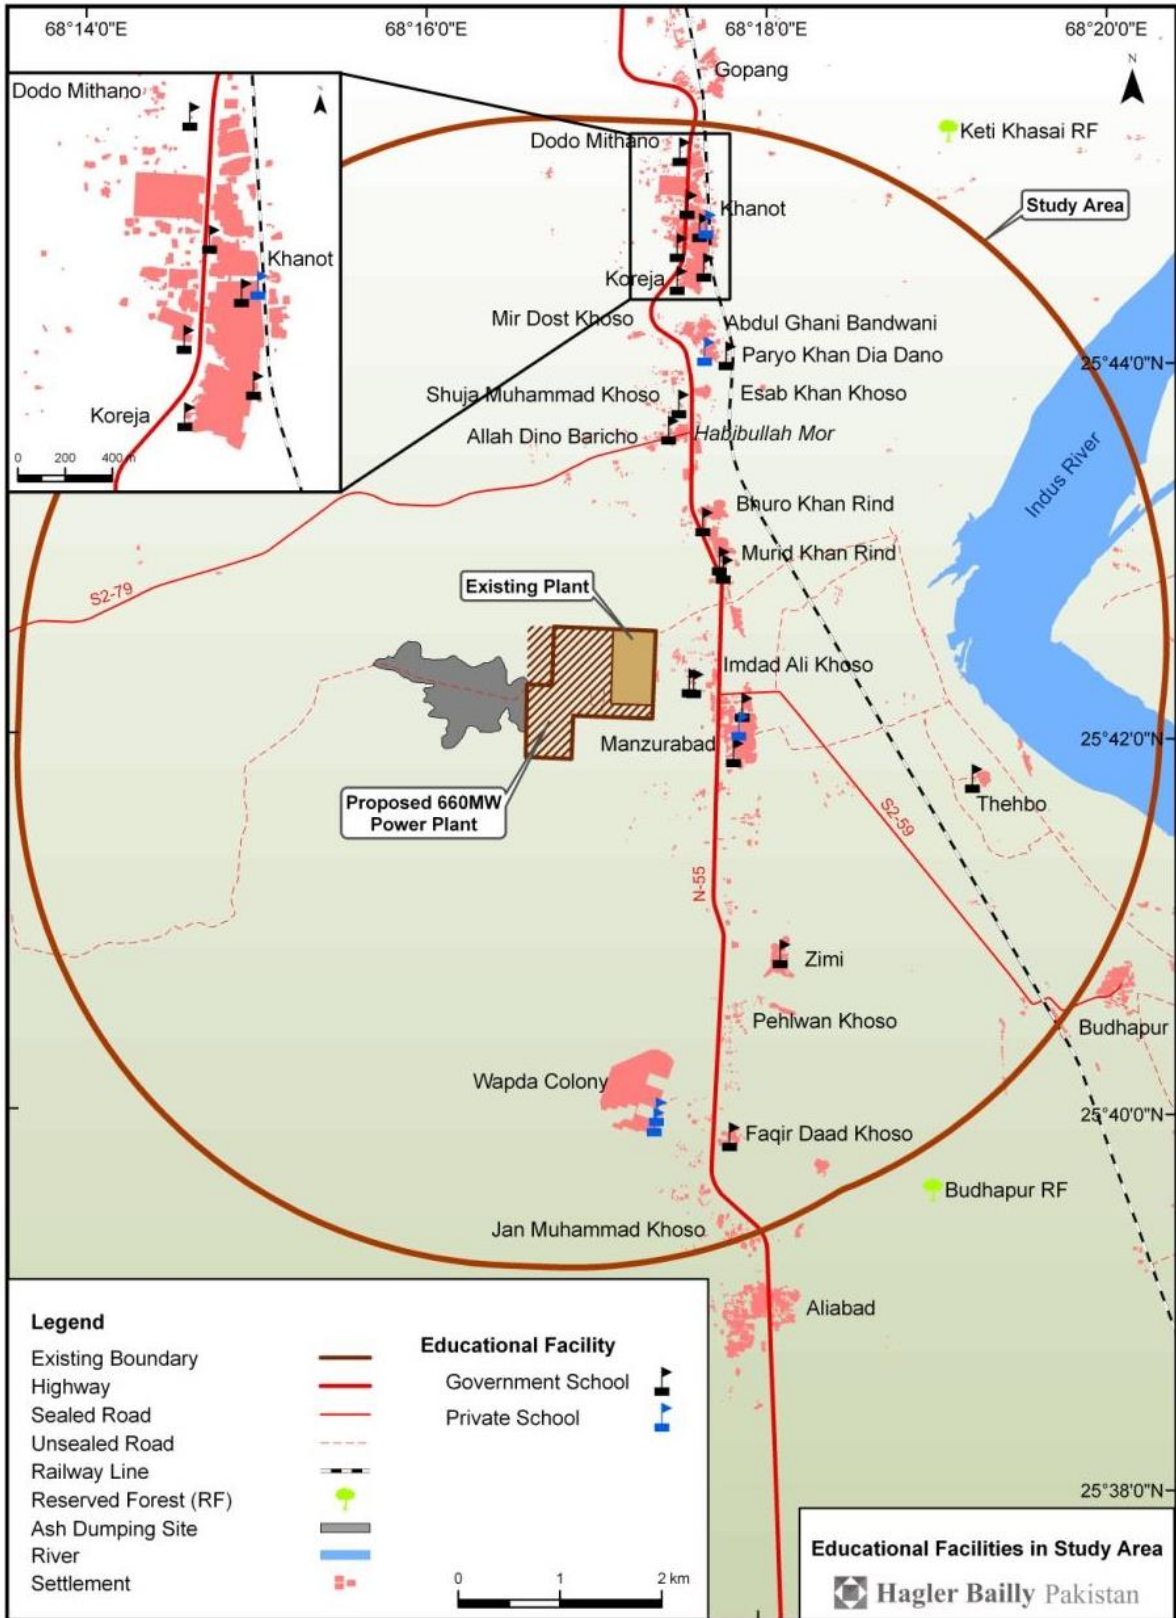 68°14'0"E
68°16'0"E
68°18'0"E
68°20'0"E
N
Gopang
Dodo Mithano
N
Keti Khasai RF
Dodo Mithano
Study Area
Khanot
Khanot
Koreja
Mir Dost Khoso
Abdul Ghani Bandwani
Paryo Khan Dia Dano
25°44'0"N
Shuja Muhammad Khoso
Esab Khan Khoso
Koreja
Allah Dino Baricho
Habibullah Mor
0 200 400 m
Indus River
Bhuro Khan Rind
Murid Khan Rind
S2-79
Existing Plant
Imdad Ali Khoso
Manzurabad
25°42'0"N
Proposed 660MW
Power Plant
Thehbo
S2-59
N-55
Zimi
Pehlwan Khoso
Budhapur
Wapda Colony
25°40'0"N
Faqir Daad Khoso
Budhapur RF
Jan Muhammad Khoso
Aliabad
Legend
Existing Boundary
Highway
Sealed Road
Unsealed Road
Railway Line
Reserved Forest (RF)
Ash Dumping Site
River
Settlement
Educational Facility
Government School
Private School
0 1 2 km
25°38'0"N
Educational Facilities in Study Area
Hagler Bailly Pakistan